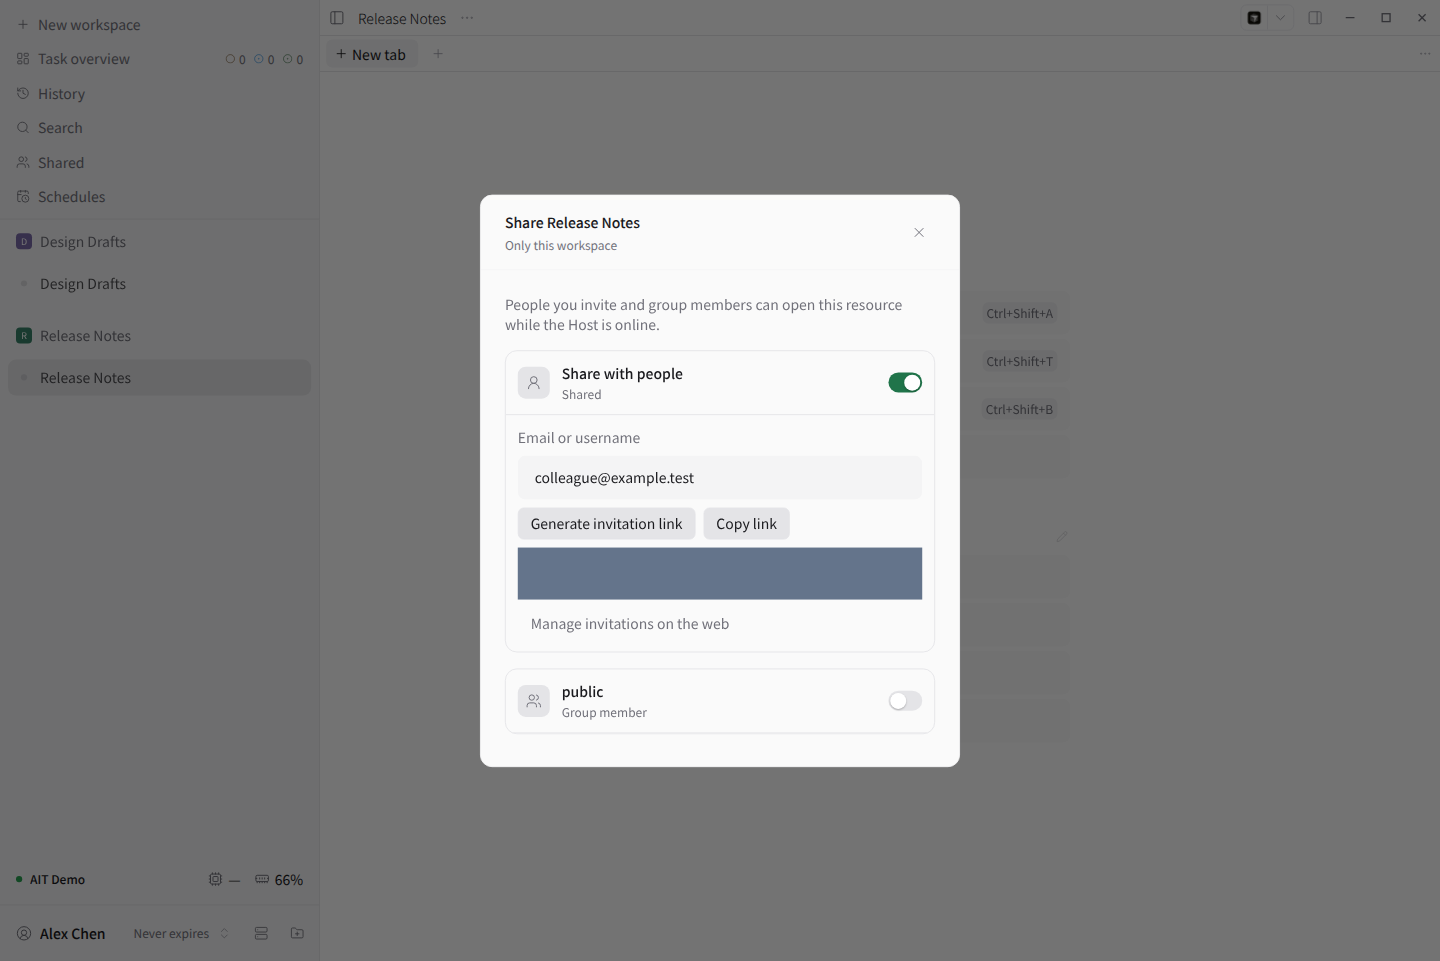 New workspace
Task overview 0 0 0
History
Search
Shared
Schedules
D Design Drafts
Design Drafts
R Release Notes
Release Notes
AIT Demo — 66%
Alex Chen Never expires
Release Notes ···
New tab
Ctrl+Shift+A
Ctrl+Shift+T
Ctrl+Shift+B
Share Release Notes
Only this workspace
People you invite and group members can open this resource
while the Host is online.
Share with people
Shared
Email or username
colleague@example.test
Generate invitation link Copy link
Manage invitations on the web
public
Group member